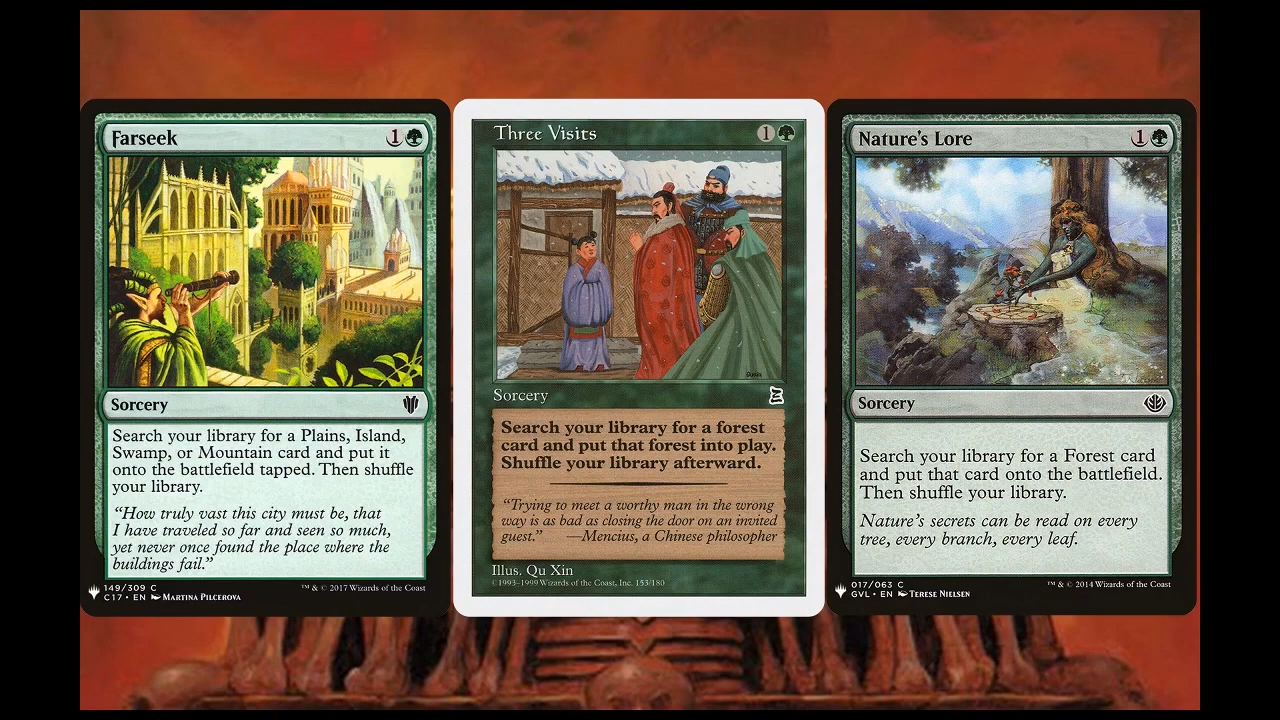 Farseek
1
Sorcery
Search your library for a Plains, Island,
Swamp, or Mountain card and put it
onto the battlefield tapped. Then shuffle
your library.
“How truly vast this city must be, that
I have traveled so far and seen so much,
yet never once found the place where the
buildings fail.”
149/309 C
C17 • EN Martina Pilcerova
™ & © 2017 Wizards of the Coast
Three Visits
1
Sorcery
Search your library for a forest
card and put that forest into play.
Shuffle your library afterward.
“Trying to meet a worthy man in the wrong
way is as bad as closing the door on an invited
guest.” —Mencius, a Chinese philosopher
Illus. Qu Xin
©1993–1999 Wizards of the Coast, Inc. 153/180
Nature's Lore
1
Sorcery
Search your library for a Forest card
and put that card onto the battlefield.
Then shuffle your library.
Nature's secrets can be read on every
tree, every branch, every leaf.
017/063 C
GVL • EN Terese Nielsen
™ & © 2014 Wizards of the Coast